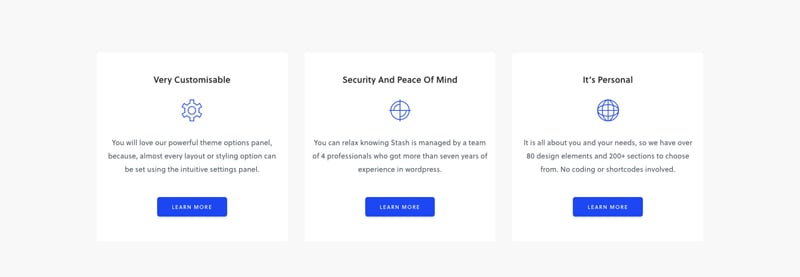 Very Customisable
You will love our powerful theme options panel,
because, almost every layout or styling option can
be set using the intuitive settings panel.
LEARN MORE
Security And Peace Of Mind
You can relax knowing Stash is managed by a team
of 4 professionals who got more than seven years of
experience in wordpress.
LEARN MORE
It's Personal
It is all about you and your needs, so we have over
80 design elements and 200+ sections to choose
from. No coding or shortcodes involved.
LEARN MORE